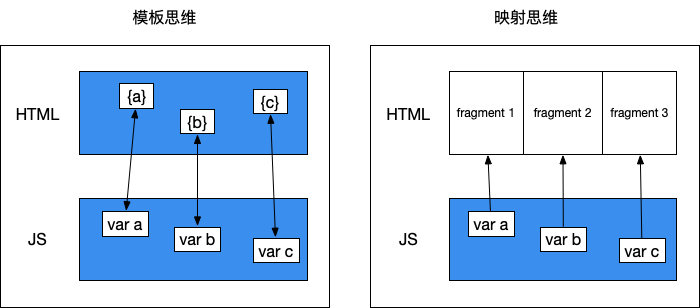 模板思维
HTML
{a}
{b}
{c}
JS
var a
var b
var c
映射思维
HTML
fragment 1
fragment 2
fragment 3
JS
var a
var b
var c